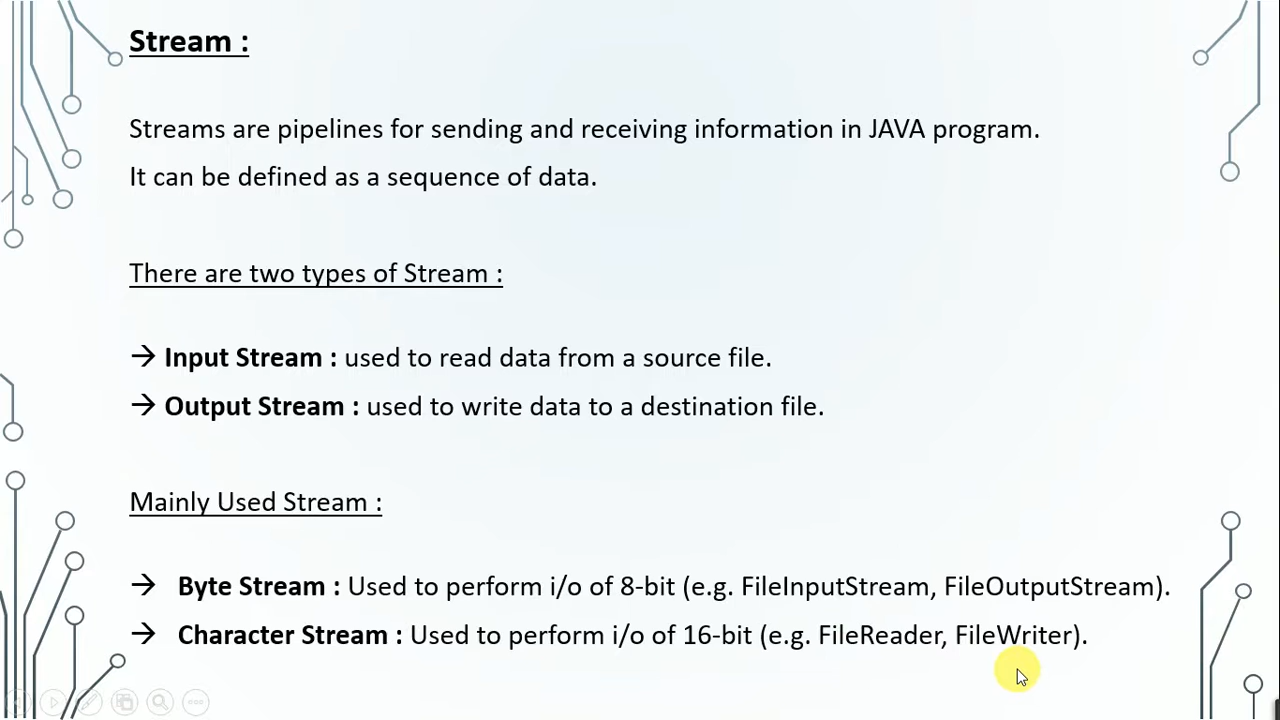 Stream :
Streams are pipelines for sending and receiving information in JAVA program.
It can be defined as a sequence of data.
There are two types of Stream :
→ Input Stream : used to read data from a source file.
→ Output Stream : used to write data to a destination file.
Mainly Used Stream :
→ Byte Stream : Used to perform i/o of 8-bit (e.g. FileInputStream, FileOutputStream).
→ Character Stream : Used to perform i/o of 16-bit (e.g. FileReader, FileWriter).